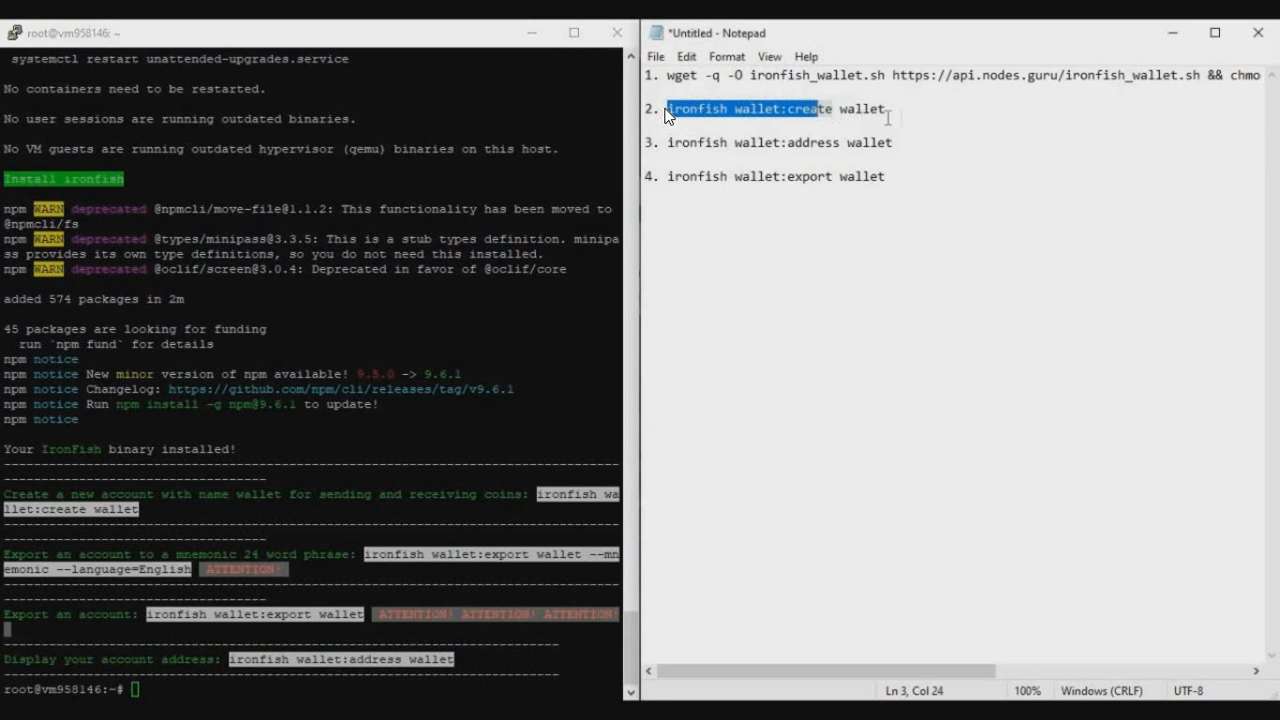 root@vm958146: ~
systemctl restart unattended-upgrades.service
No containers need to be restarted.
No user sessions are running outdated binaries.
No VM guests are running outdated hypervisor (qemu) binaries on this host.
Install ironfish
npm WARN deprecated @npmcli/move-file@1.1.2: This functionality has been moved to
@npmcli/fs
npm WARN deprecated @types/minipass@3.3.5: This is a stub types definition. minipa
ss provides its own type definitions, so you do not need this installed.
npm WARN deprecated @oclif/screen@3.0.4: Deprecated in favor of @oclif/core
added 574 packages in 2m
45 packages are looking for funding
run `npm fund` for details
npm notice
npm notice New minor version of npm available! 9.5.0 -> 9.6.1
npm notice Changelog: https://github.com/npm/cli/releases/tag/v9.6.1
npm notice Run npm install -g npm@9.6.1 to update!
npm notice
Your IronFish binary installed!
--------------------------------------------------------------------------------
-----------------------------------
Create a new account with name wallet for sending and receiving coins: ironfish wa
llet:create wallet
--------------------------------------------------------------------------------
-----------------------------------
Export an account to a mnemonic 24 word phrase: ironfish wallet:export wallet --mn
emonic --language=English ATTENTION!
--------------------------------------------------------------------------------
-----------------------------------
Export an account: ironfish wallet:export wallet ATTENTION! ATTENTION! ATTENTION!
--------------------------------------------------------------------------
Display your account address: ironfish wallet:address wallet
--------------------------------------------------------------------------
root@vm958146:~#
*Untitled - Notepad
File Edit Format View Help
1. wget -q -O ironfish_wallet.sh https://api.nodes.guru/ironfish_wallet.sh && chmo
2. ironfish wallet:create wallet
3. ironfish wallet:address wallet
4. ironfish wallet:export wallet
Ln 3, Col 24 100% Windows (CRLF) UTF-8